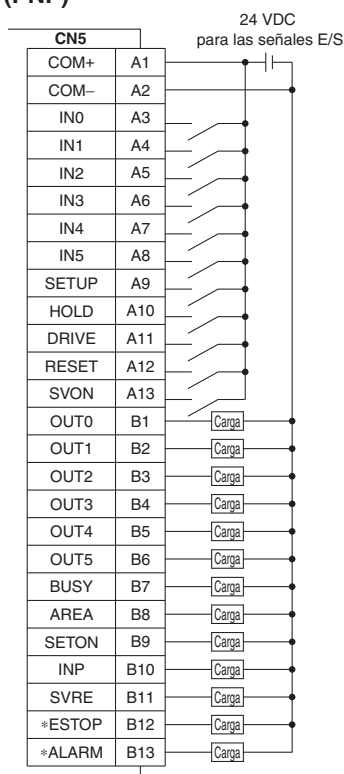 24 VDC
para las señales E/S
CN5
COM+ A1
COM− A2
IN0 A3
IN1 A4
IN2 A5
IN3 A6
IN4 A7
IN5 A8
SETUP A9
HOLD A10
DRIVE A11
RESET A12
SVON A13
OUT0 B1 Carga
OUT1 B2 Carga
OUT2 B3 Carga
OUT3 B4 Carga
OUT4 B5 Carga
OUT5 B6 Carga
BUSY B7 Carga
AREA B8 Carga
SETON B9 Carga
INP B10 Carga
SVRE B11 Carga
∗ESTOP B12 Carga
∗ALARM B13 Carga